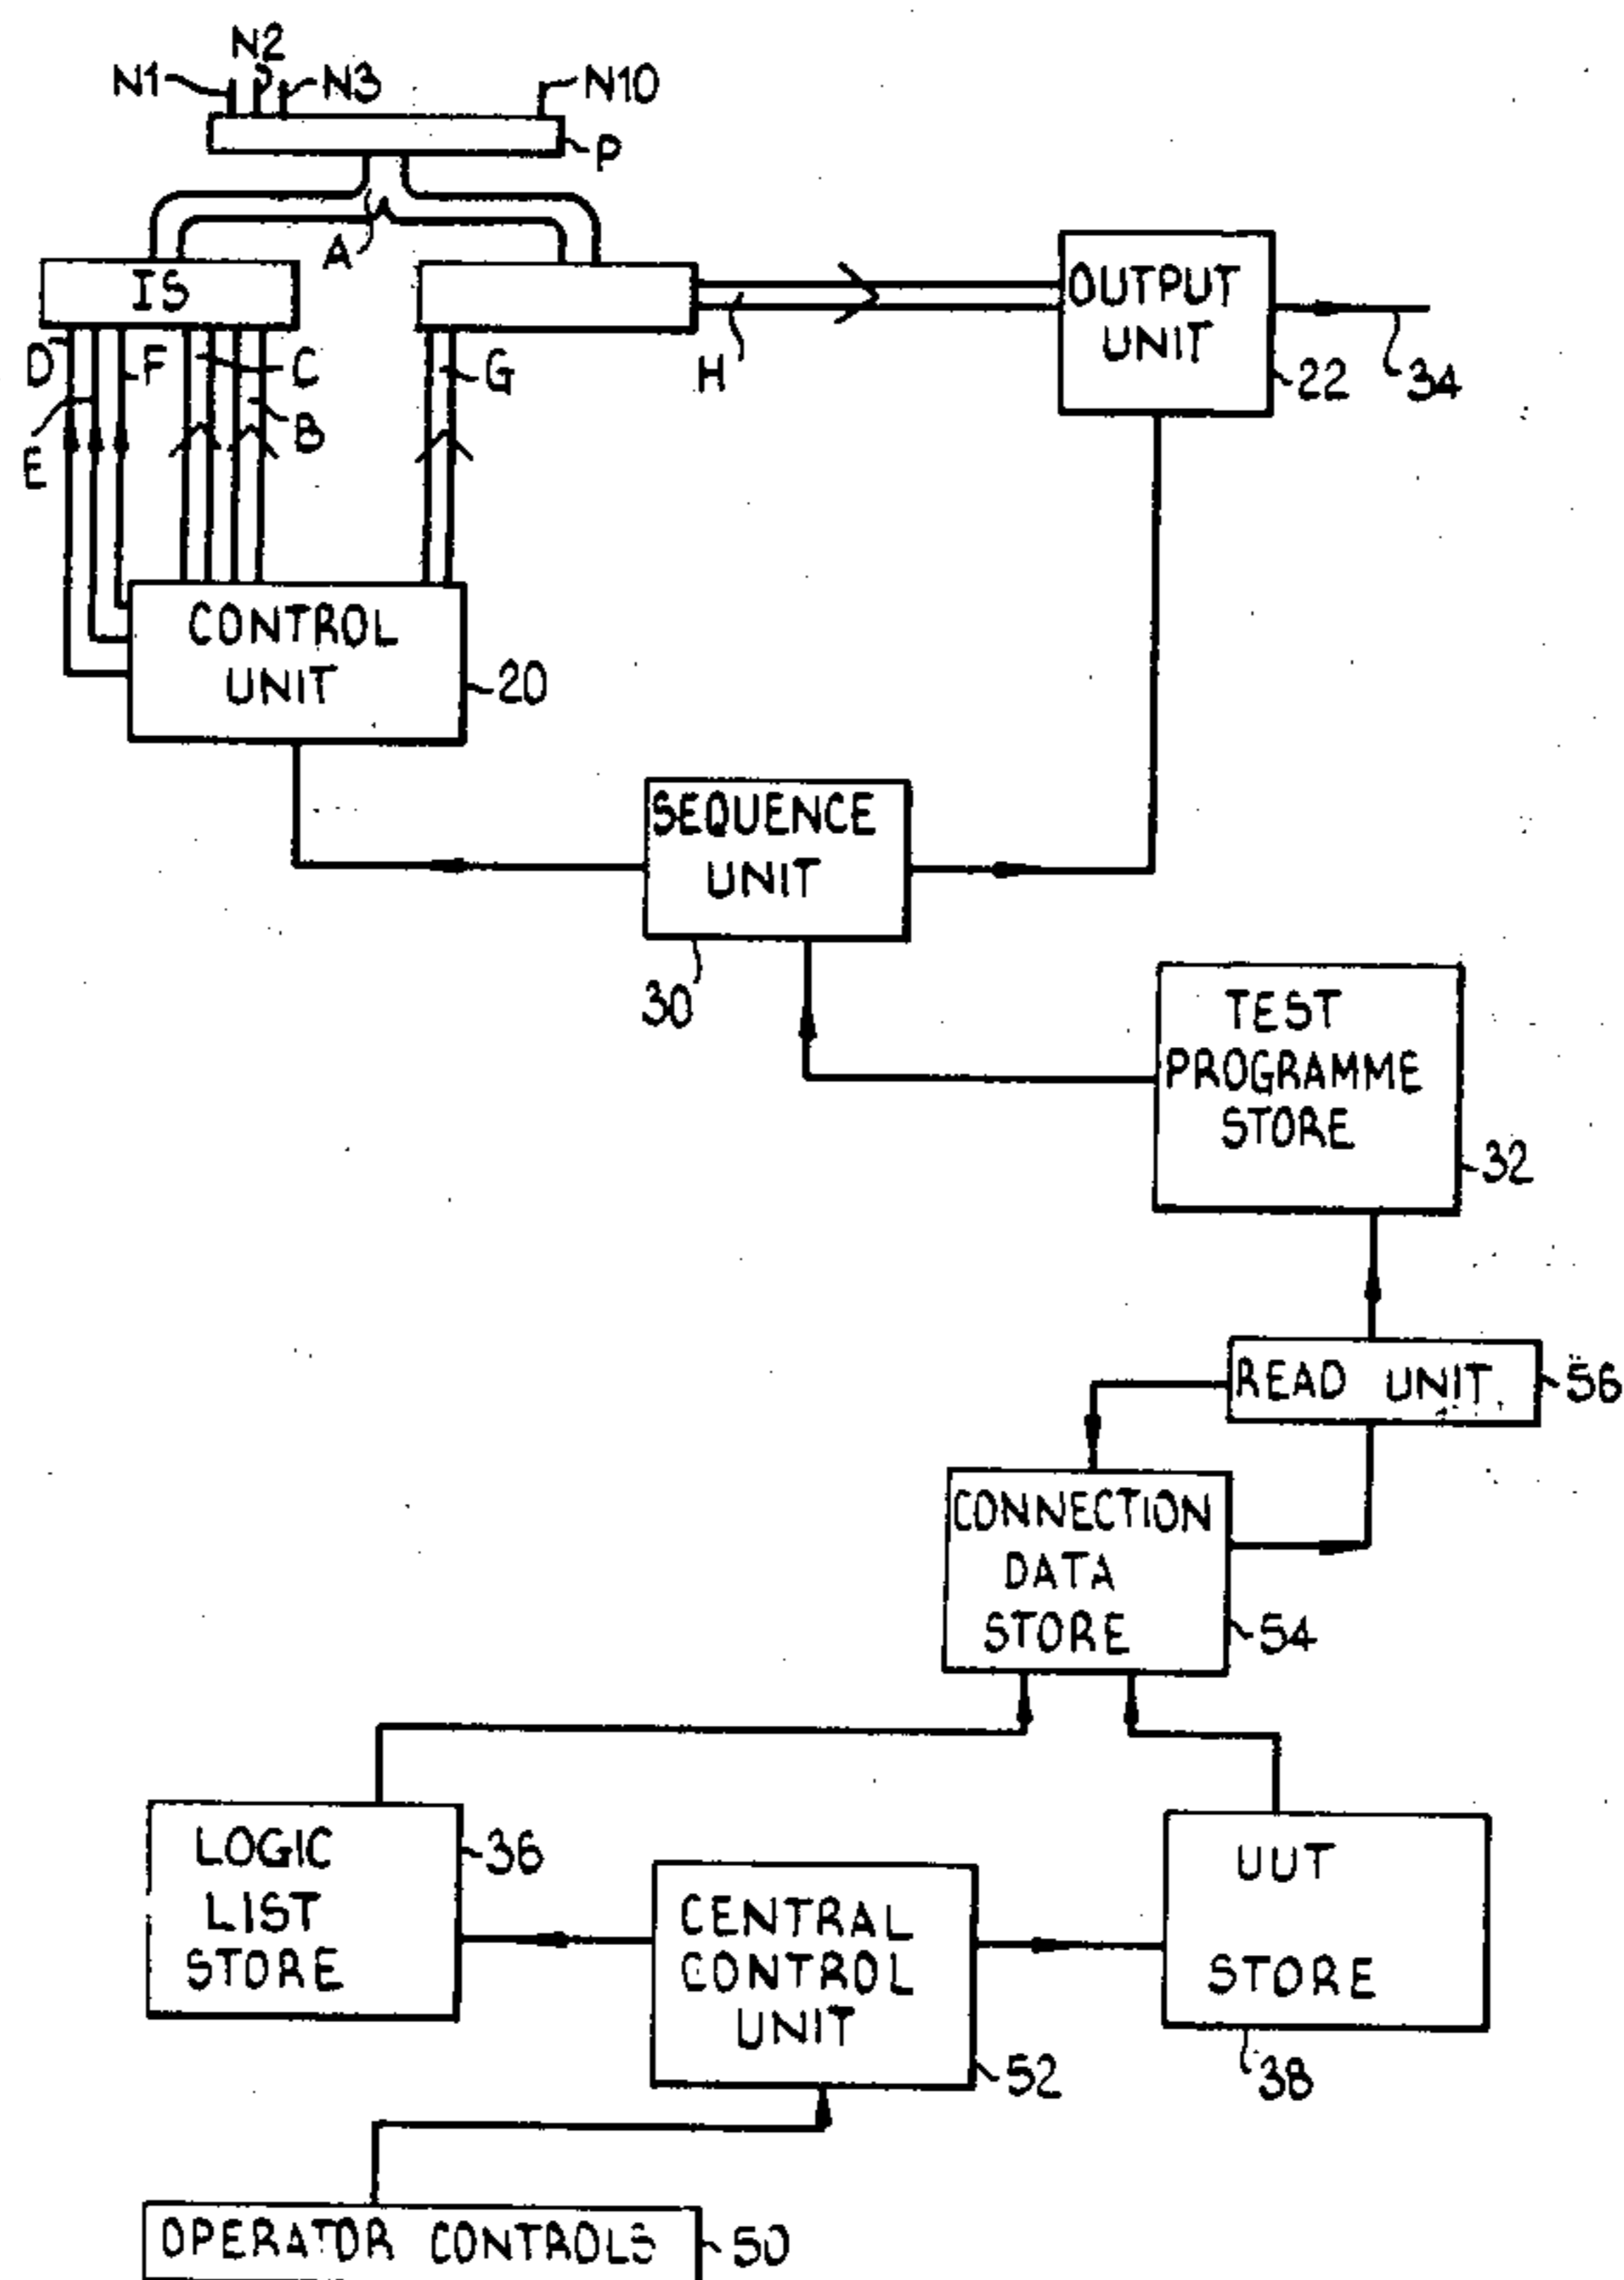 N2
N1
N3
N10
P
A
IS
OUTPUT
UNIT
D
F
C
G
H
22
34
B
E
CONTROL
UNIT
20
SEQUENCE
UNIT
30
TEST
PROGRAMME
STORE
32
READ UNIT
56
CONNECTION
DATA
STORE
54
LOGIC
LIST
STORE
36
CENTRAL
CONTROL
UNIT
52
UUT
STORE
38
OPERATOR CONTROLS
50